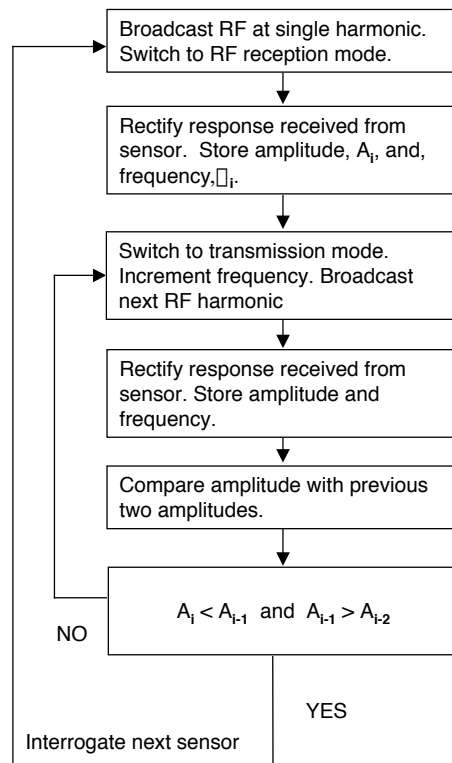 Broadcast RF at single harmonic.
Switch to RF reception mode.
Rectify response received from
sensor.  Store amplitude, Aᵢ, and,
frequency,□ᵢ.
Switch to transmission mode.
Increment frequency. Broadcast
next RF harmonic
Rectify response received from
sensor. Store amplitude and
frequency.
Compare amplitude with previous
two amplitudes.
Aᵢ < Aᵢ₋₁ and Aᵢ₋₁ > Aᵢ₋₂
NO
YES
Interrogate next sensor